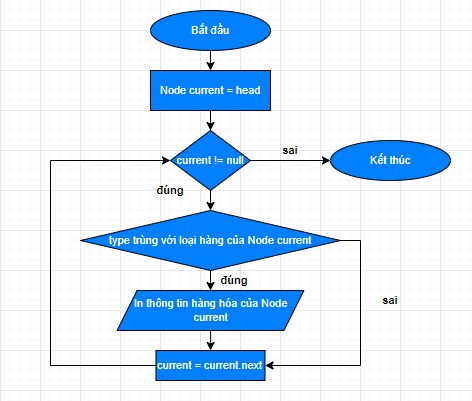 Bắt đầu
Node current = head
current != null
sai
Kết thúc
đúng
type trùng với loại hàng của Node current
đúng
In thông tin hàng hóa của Node
current
sai
current = current.next